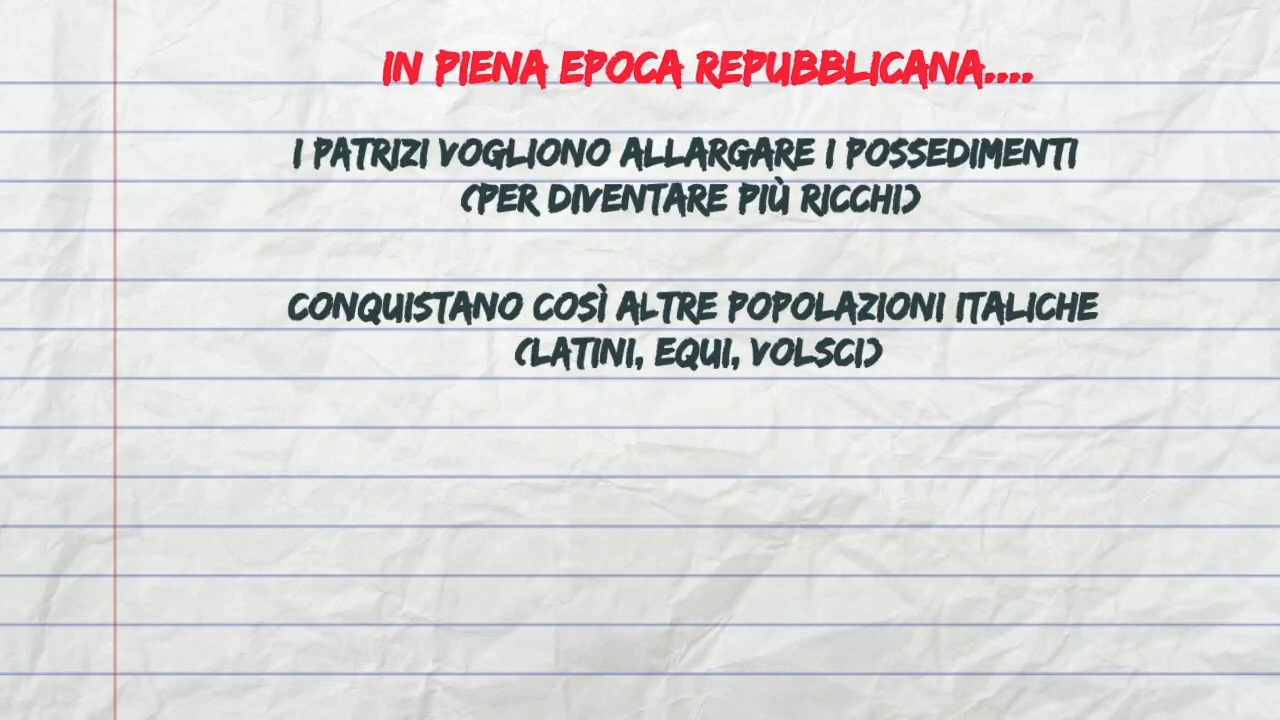 IN PIENA EPOCA REPUBBLICANA....
I PATRIZI VOGLIONO ALLARGARE I POSSEDIMENTI
(PER DIVENTARE PIÙ RICCHI)
CONQUISTANO COSÌ ALTRE POPOLAZIONI ITALICHE
(LATINI, EQUI, VOLSCI)